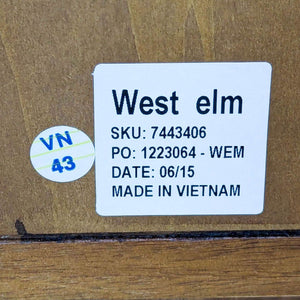 VN
43
West elm
SKU: 7443406
PO: 1223064 - WEM
DATE: 06/15
MADE IN VIETNAM